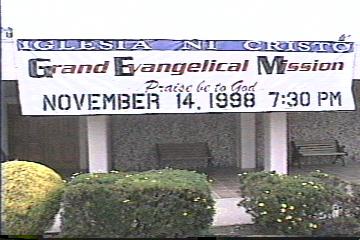 IGLESIA NI CRISTO
Grand Evangelical Mission
Praise be to God
NOVEMBER 14, 1998 7:30 PM